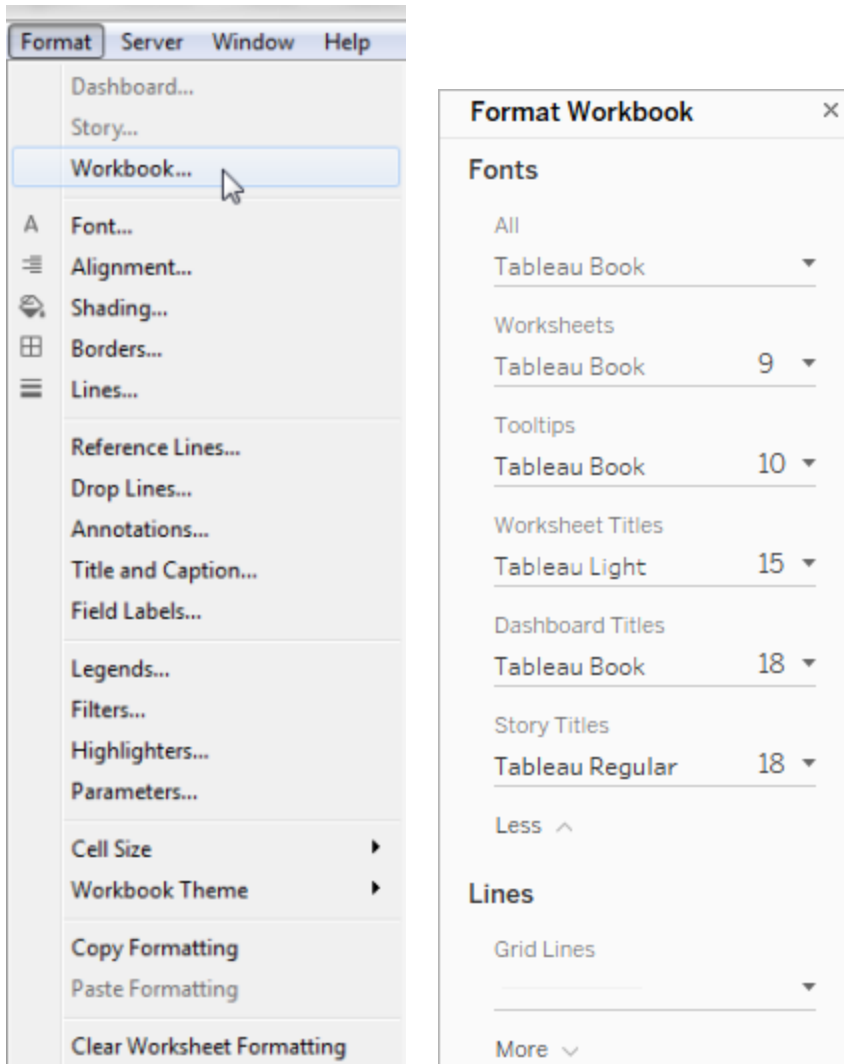 Format Server Window Help
Dashboard...
Story...
Workbook...
A Font...
Alignment...
Shading...
Borders...
Lines...
Reference Lines...
Drop Lines...
Annotations...
Title and Caption...
Field Labels...
Legends...
Filters...
Highlighters...
Parameters...
Cell Size
Workbook Theme
Copy Formatting
Paste Formatting
Clear Worksheet Formatting
Format Workbook ×
Fonts
All
Tableau Book
Worksheets
Tableau Book 9
Tooltips
Tableau Book 10
Worksheet Titles
Tableau Light 15
Dashboard Titles
Tableau Book 18
Story Titles
Tableau Regular 18
Less
Lines
Grid Lines
More